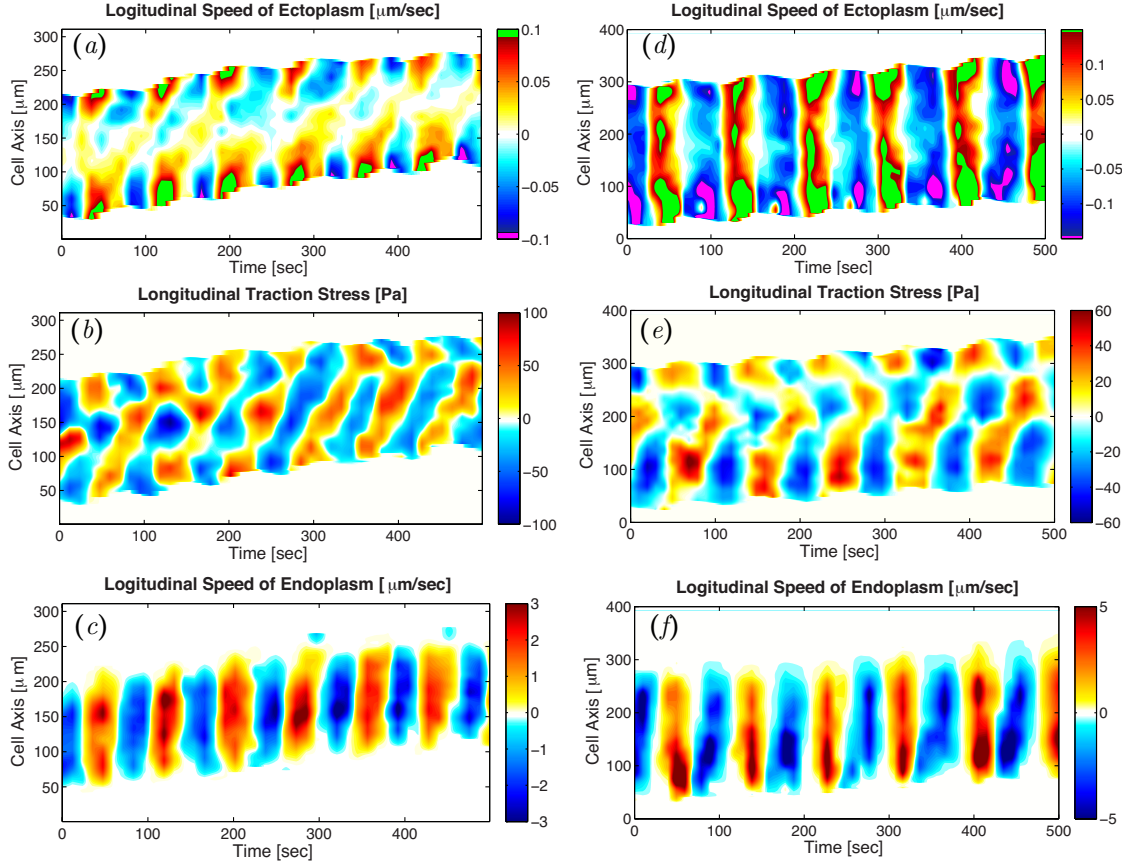 Logitudinal Speed of Ectoplasm [μm/sec]
(a)
Cell Axis [μm]
300
250
200
150
100
50
0 100 200 300 400
Time [sec]
0.1
0.05
0
−0.05
−0.1
Logitudinal Speed of Ectoplasm [μm/sec]
(d)
Cell Axis [μm]
400
300
200
100
0
0 100 200 300 400 500
Time [sec]
0.1
0.05
0
−0.05
−0.1
Longitudinal Traction Stress [Pa]
(b)
Cell Axis [μm]
300
250
200
150
100
50
0 100 200 300 400
Time [sec]
100
50
0
−50
−100
Longitudinal Traction Stress [Pa]
(e)
Cell Axis [μm]
400
300
200
100
0
0 100 200 300 400 500
Time [sec]
60
40
20
0
−20
−40
−60
Logitudinal Speed of Endoplasm [ μm/sec]
(c)
Cell Axis [μm]
300
250
200
150
100
50
0 100 200 300 400
Time [sec]
3
2
1
0
−1
−2
−3
Logitudinal Speed of Endoplasm [μm/sec]
(f)
Cell Axis [μm]
400
300
200
100
0
0 100 200 300 400 500
Time [sec]
5
0
−5